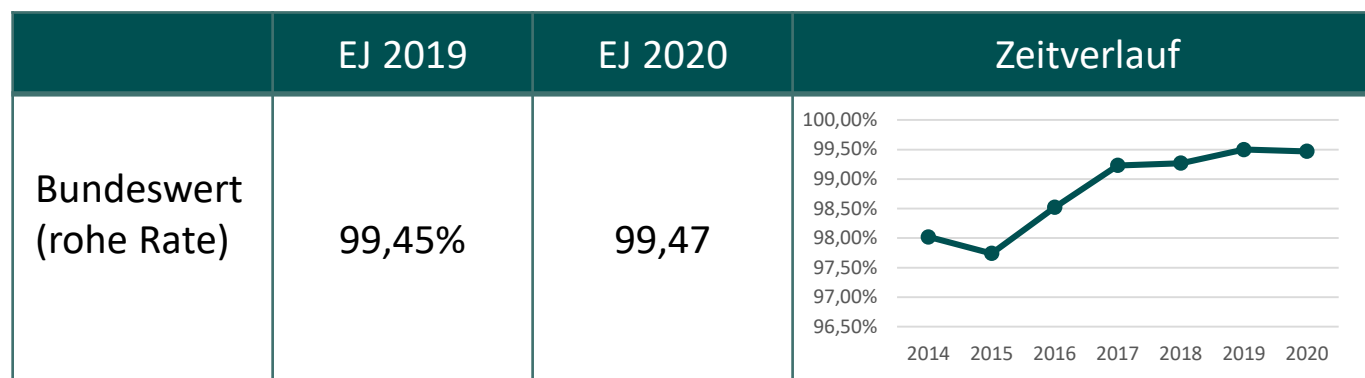 EJ 2019 EJ 2020 Zeitverlauf
Bundeswert
(rohe Rate)
99,45%
99,47
100,00%
99,50%
99,00%
98,50%
98,00%
97,50%
97,00%
96,50%
2014 2015 2016 2017 2018 2019 2020